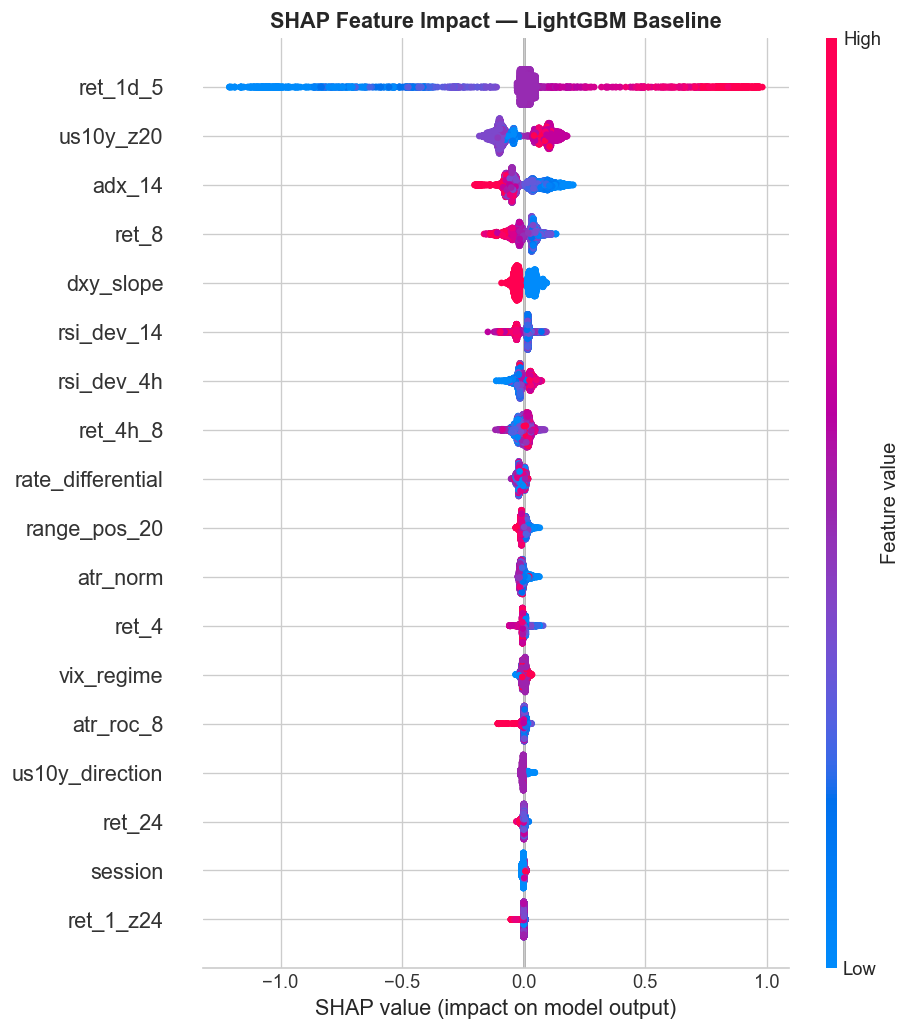 SHAP Feature Impact — LightGBM Baseline
High
ret_1d_5
us10y_z20
adx_14
ret_8
dxy_slope
rsi_dev_14
rsi_dev_4h
ret_4h_8
rate_differential
range_pos_20
atr_norm
ret_4
vix_regime
atr_roc_8
us10y_direction
ret_24
session
ret_1_z24
Feature value
Low
−1.0
−0.5
0.0
0.5
1.0
SHAP value (impact on model output)